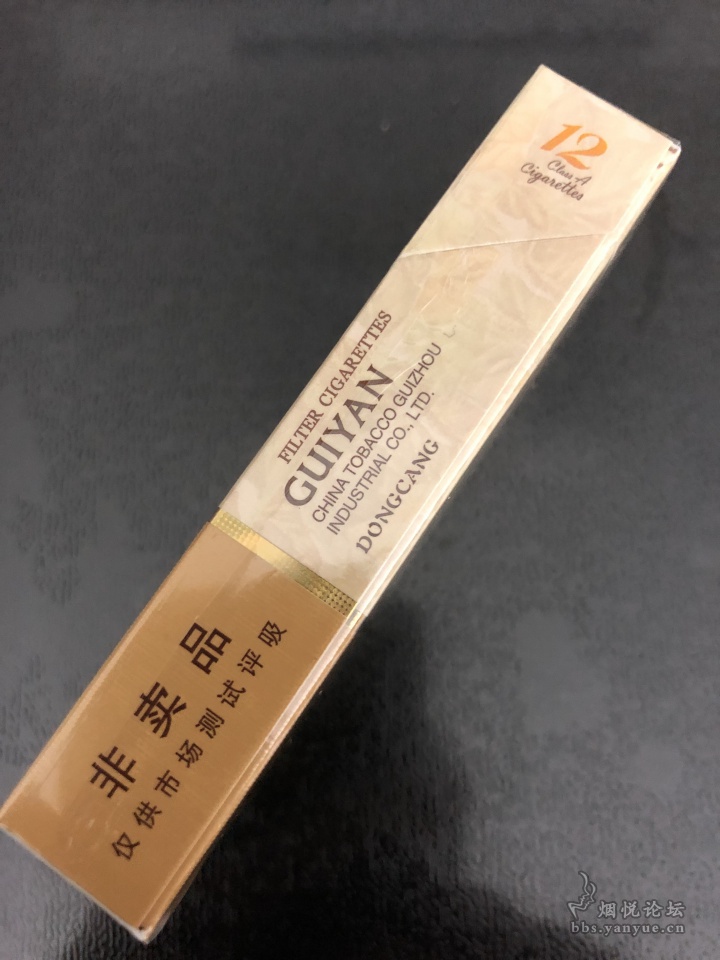 12
Class A
Cigarettes
FILTER CIGARETTES
GUIYAN
CHINA TOBACCO GUIZHOU
INDUSTRIAL CO., LTD.
DONGCANG
非卖品
仅供市场测试评吸
烟悦论坛
bbs.yanyue.cn